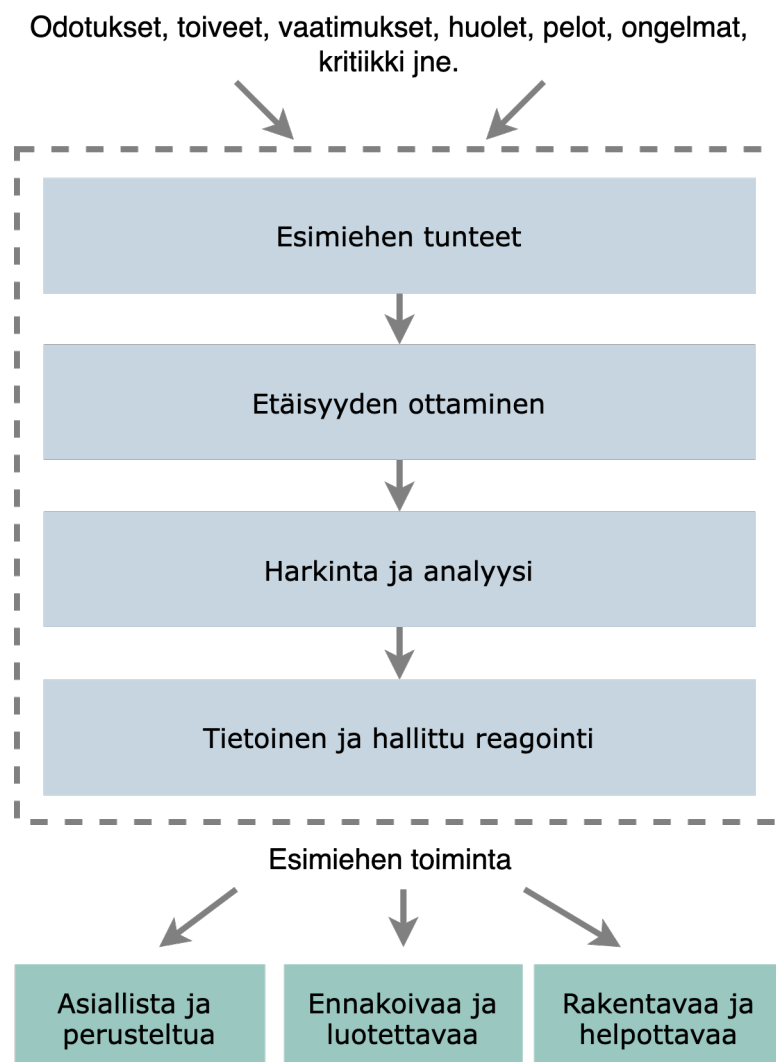 Odotukset, toiveet, vaatimukset, huolet, pelot, ongelmat,
kritiikki jne.
Esimiehen tunteet
Etäisyyden ottaminen
Harkinta ja analyysi
Tietoinen ja hallittu reagointi
Esimiehen toiminta
Asiallista ja
perusteltua
Ennakoivaa ja
luotettavaa
Rakentavaa ja
helpottavaa